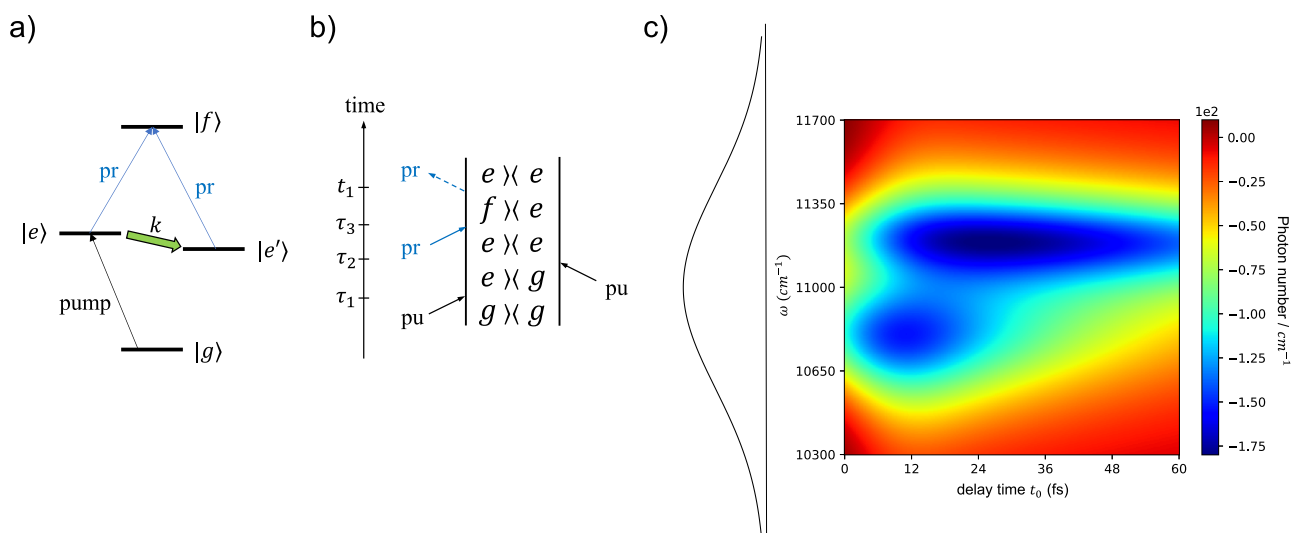 a)
|f⟩
pr
pr
|e⟩
k
|e'⟩
pump
|g⟩
b)
time
t₁
τ₃
τ₂
τ₁
pr
pr
pu
pu
e ⟩⟨ e
f ⟩⟨ e
e ⟩⟨ e
e ⟩⟨ g
g ⟩⟨ g
c)
11700
11350
11000
10650
10300
ω (cm⁻¹)
0
12
24
36
48
60
delay time t₀ (fs)
1e2
0.00
−0.25
−0.50
−0.75
−1.00
−1.25
−1.50
−1.75
Photon number / cm⁻¹